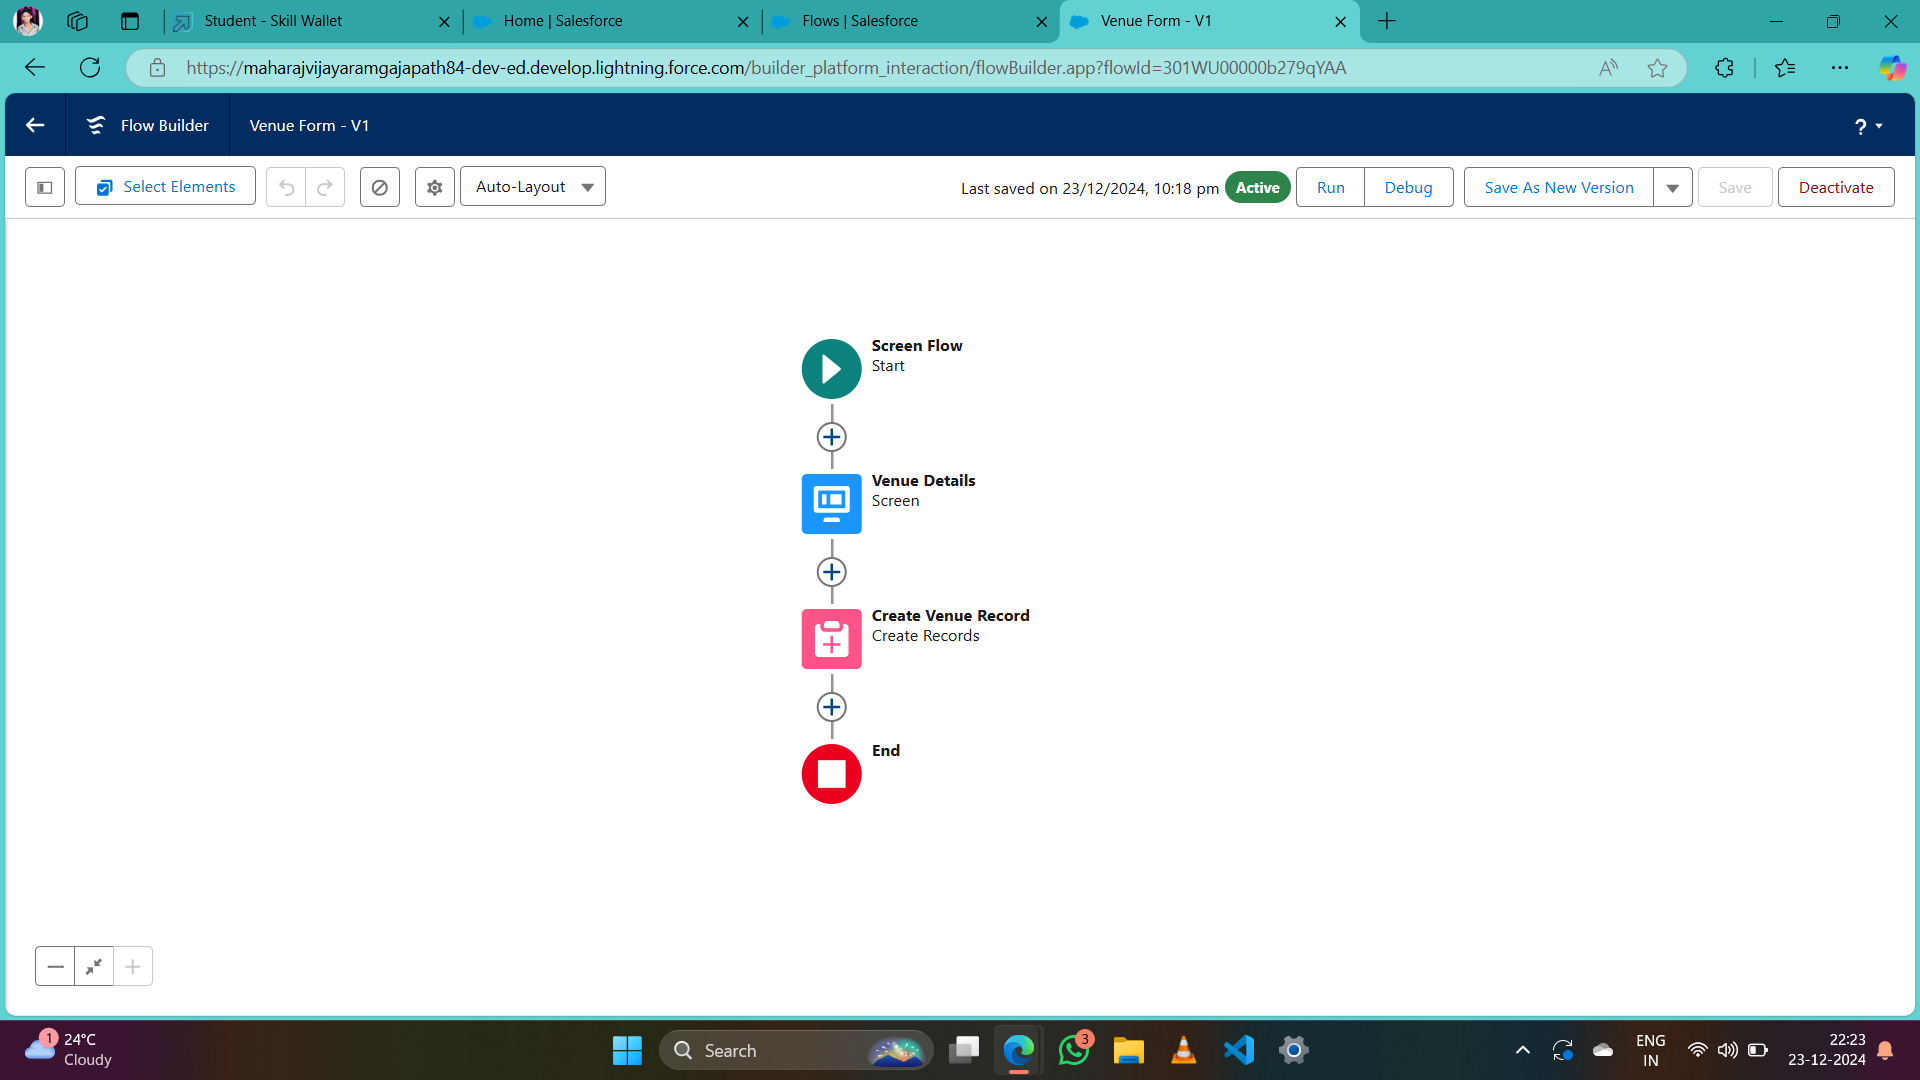 Student - Skill Wallet
Home | Salesforce
Flows | Salesforce
Venue Form - V1
https://maharajvijayaramgajapath84-dev-ed.develop.lightning.force.com/builder_platform_interaction/flowBuilder.app?flowId=301WU00000b279qYAA
Flow Builder
Venue Form - V1
?
Select Elements
Auto-Layout
Last saved on 23/12/2024, 10:18 pm
Active
Run
Debug
Save As New Version
Save
Deactivate
Screen Flow
Start
Venue Details
Screen
Create Venue Record
Create Records
End
1
24°C
Cloudy
Search
3
ENG
IN
22:23
23-12-2024